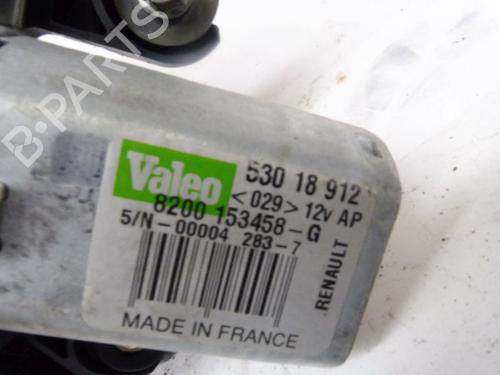 B-PARTS
Valeo 530 18 912
<029> 12v AP
8200 153458-G
S/N-00004 283-7
RENAULT
MADE IN FRANCE